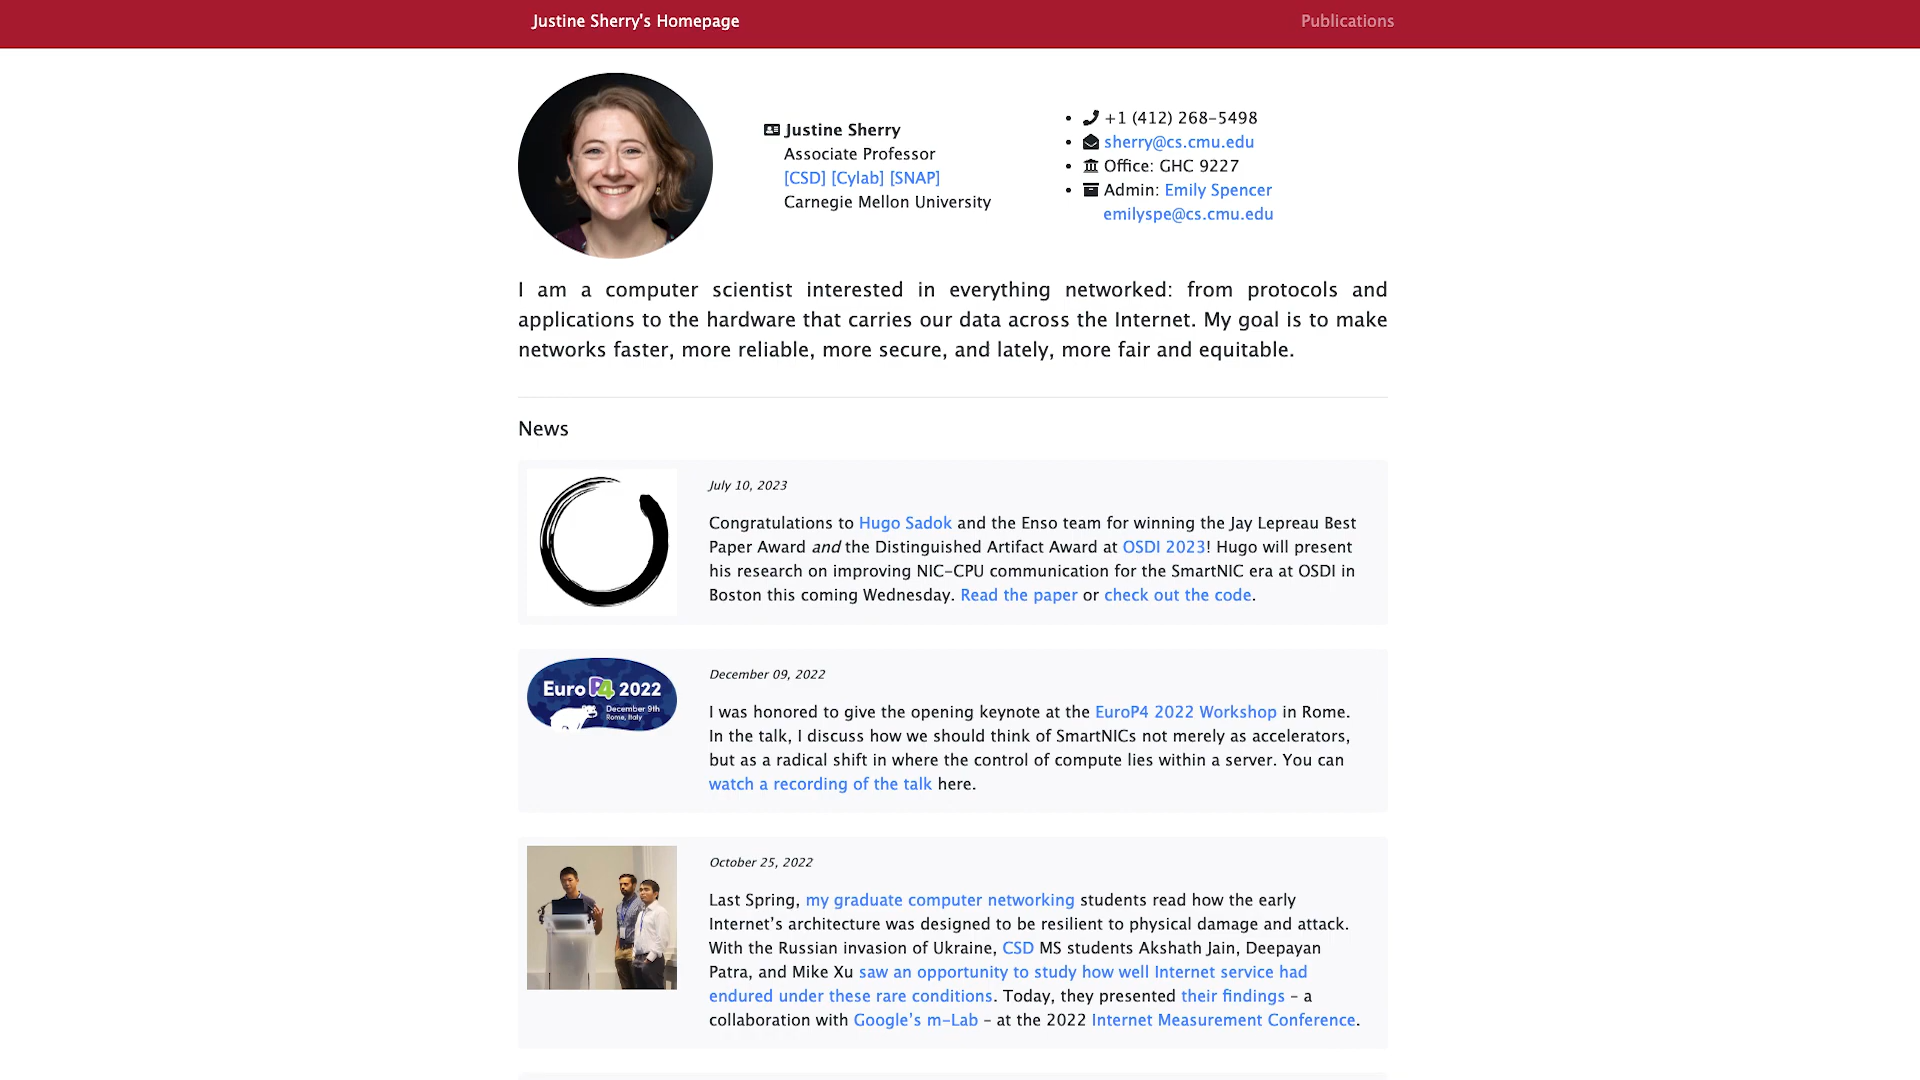 Justine Sherry's Homepage
Publications
Justine Sherry
Associate Professor
[CSD] [Cylab] [SNAP]
Carnegie Mellon University
+1 (412) 268-5498
sherry@cs.cmu.edu
Office: GHC 9227
Admin: Emily Spencer
emilyspe@cs.cmu.edu
I am a computer scientist interested in everything networked: from protocols and
applications to the hardware that carries our data across the Internet. My goal is to make
networks faster, more reliable, more secure, and lately, more fair and equitable.
News
July 10, 2023
Congratulations to Hugo Sadok and the Enso team for winning the Jay Lepreau Best
Paper Award and the Distinguished Artifact Award at OSDI 2023! Hugo will present
his research on improving NIC-CPU communication for the SmartNIC era at OSDI in
Boston this coming Wednesday. Read the paper or check out the code.
Euro P4 2022
December 9th
Rome, Italy
December 09, 2022
I was honored to give the opening keynote at the EuroP4 2022 Workshop in Rome.
In the talk, I discuss how we should think of SmartNICs not merely as accelerators,
but as a radical shift in where the control of compute lies within a server. You can
watch a recording of the talk here.
October 25, 2022
Last Spring, my graduate computer networking students read how the early
Internet’s architecture was designed to be resilient to physical damage and attack.
With the Russian invasion of Ukraine, CSD MS students Akshath Jain, Deepayan
Patra, and Mike Xu saw an opportunity to study how well Internet service had
endured under these rare conditions. Today, they presented their findings – a
collaboration with Google’s m-Lab – at the 2022 Internet Measurement Conference.